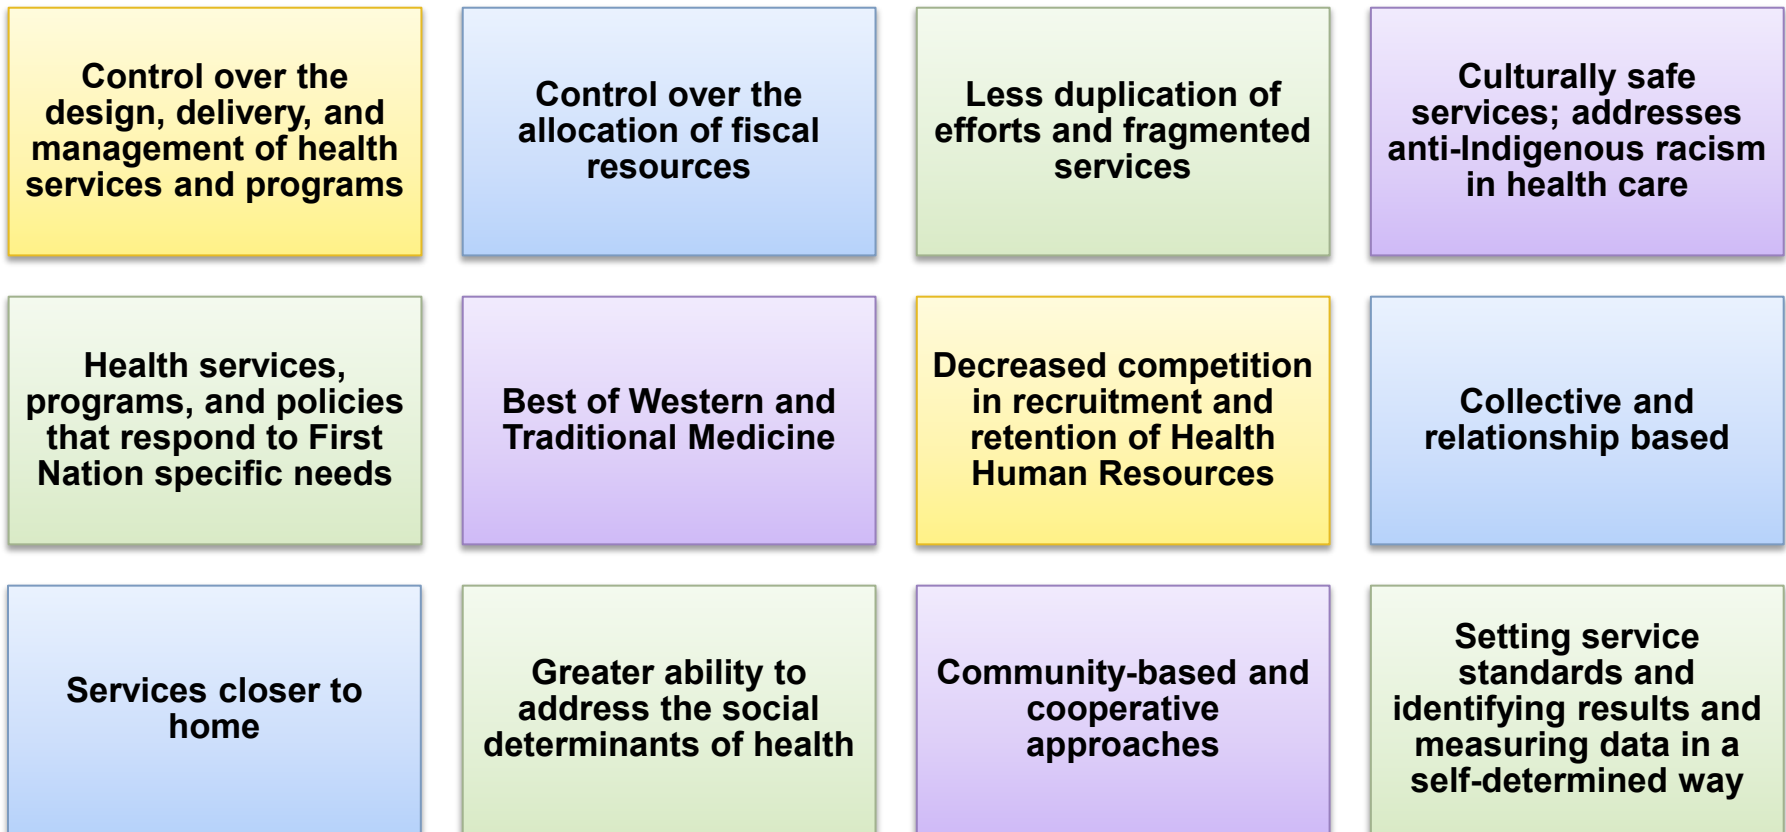 Control over the
design, delivery, and
management of health
services and programs
Control over the
allocation of fiscal
resources
Less duplication of
efforts and fragmented
services
Culturally safe
services; addresses
anti-Indigenous racism
in health care
Health services,
programs, and policies
that respond to First
Nation specific needs
Best of Western and
Traditional Medicine
Decreased competition
in recruitment and
retention of Health
Human Resources
Collective and
relationship based
Services closer to
home
Greater ability to
address the social
determinants of health
Community-based and
cooperative
approaches
Setting service
standards and
identifying results and
measuring data in a
self-determined way